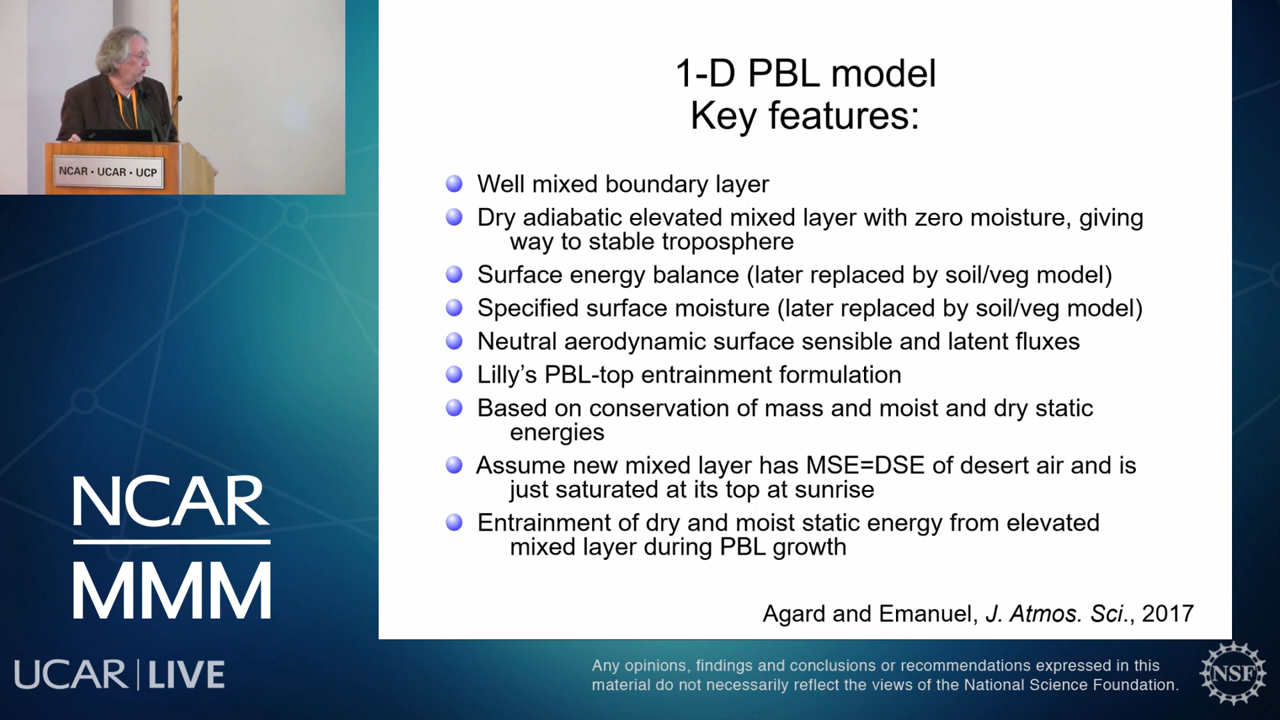 NCAR • UCAR • UCP
1-D PBL model
Key features:
Well mixed boundary layer
Dry adiabatic elevated mixed layer with zero moisture, giving
way to stable troposphere
Surface energy balance (later replaced by soil/veg model)
Specified surface moisture (later replaced by soil/veg model)
Neutral aerodynamic surface sensible and latent fluxes
Lilly’s PBL-top entrainment formulation
Based on conservation of mass and moist and dry static
energies
Assume new mixed layer has MSE=DSE of desert air and is
just saturated at its top at sunrise
Entrainment of dry and moist static energy from elevated
mixed layer during PBL growth
Agard and Emanuel, J. Atmos. Sci., 2017
NCAR
MMM
UCAR | LIVE
Any opinions, findings and conclusions or recommendations expressed in this
material do not necessarily reflect the views of the National Science Foundation.
NSF